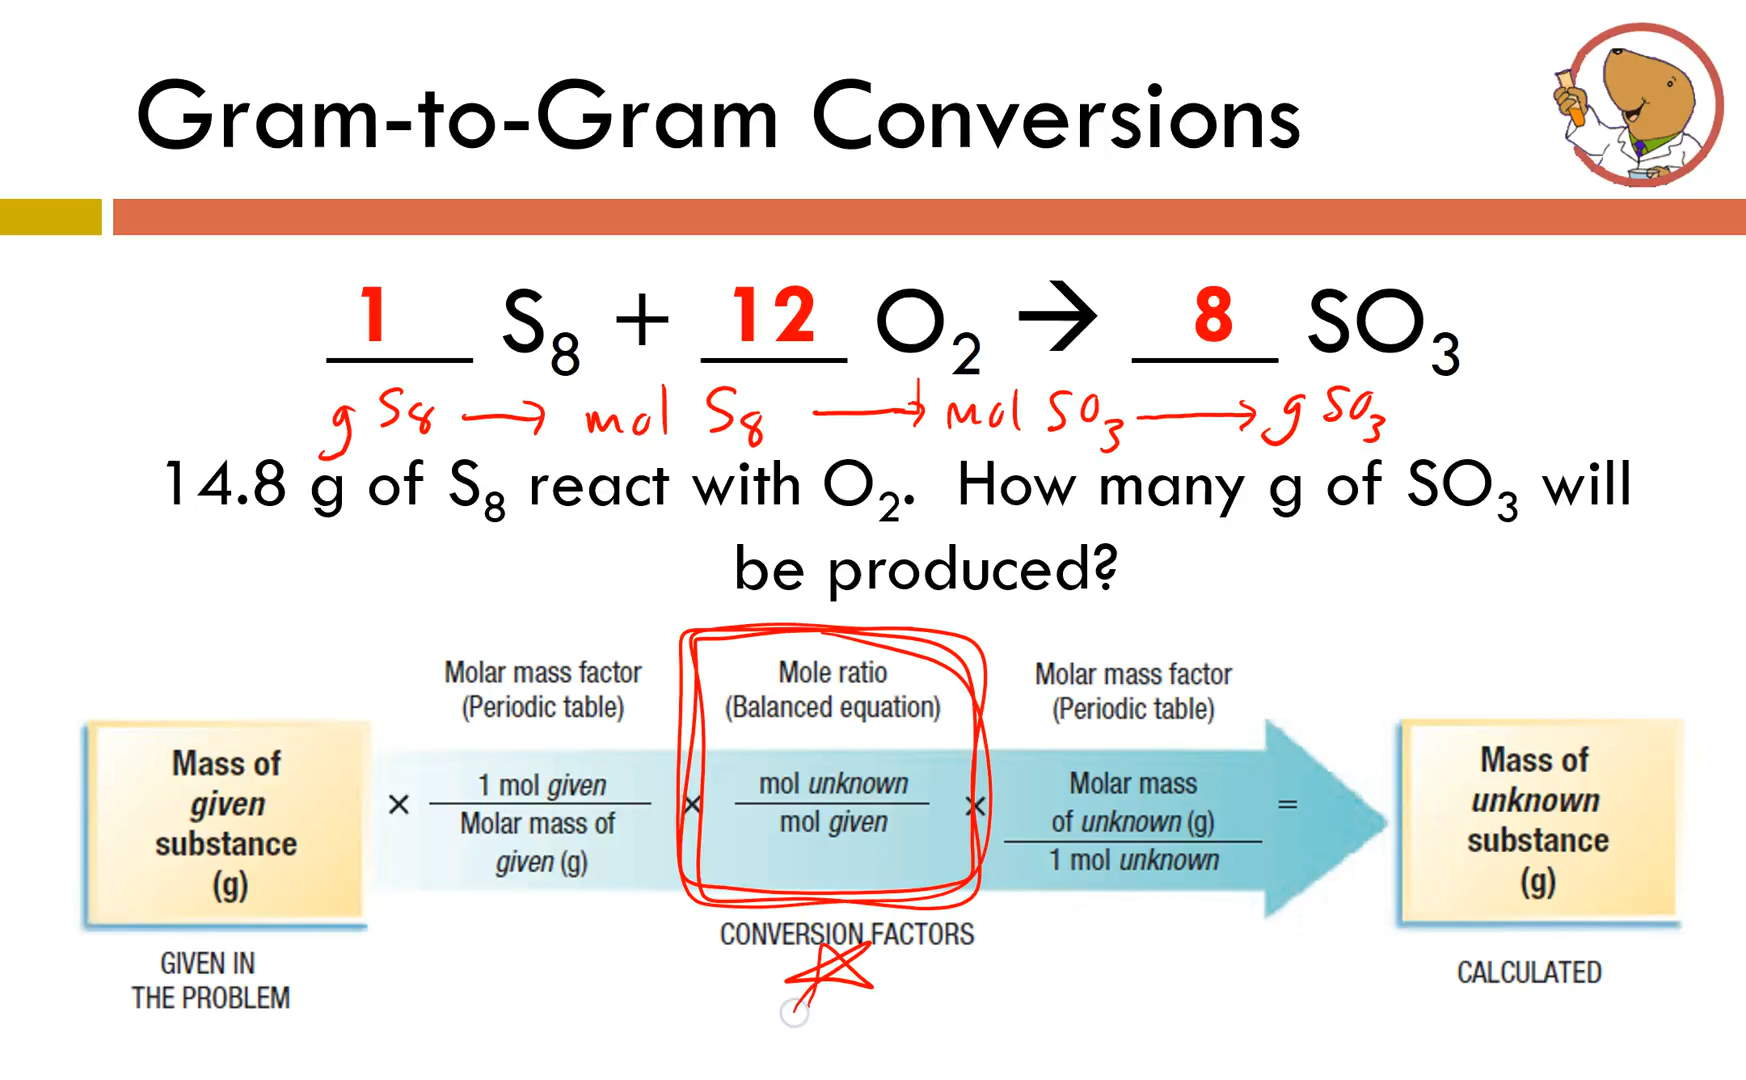 Gram-to-Gram Conversions
1 S₈ + 12 O₂ → 8 SO₃
g S₈ → mol S₈ → mol SO₃ → g SO₃
14.8 g of S₈ react with O₂. How many g of SO₃ will
be produced?
Mass of
given
substance
(g)
GIVEN IN
THE PROBLEM
×
Molar mass factor
(Periodic table)
1 mol given
Molar mass of
given (g)
×
Mole ratio
(Balanced equation)
mol unknown
mol given
×
Molar mass factor
(Periodic table)
Molar mass
of unknown (g)
1 mol unknown
=
CONVERSION FACTORS
Mass of
unknown
substance
(g)
CALCULATED